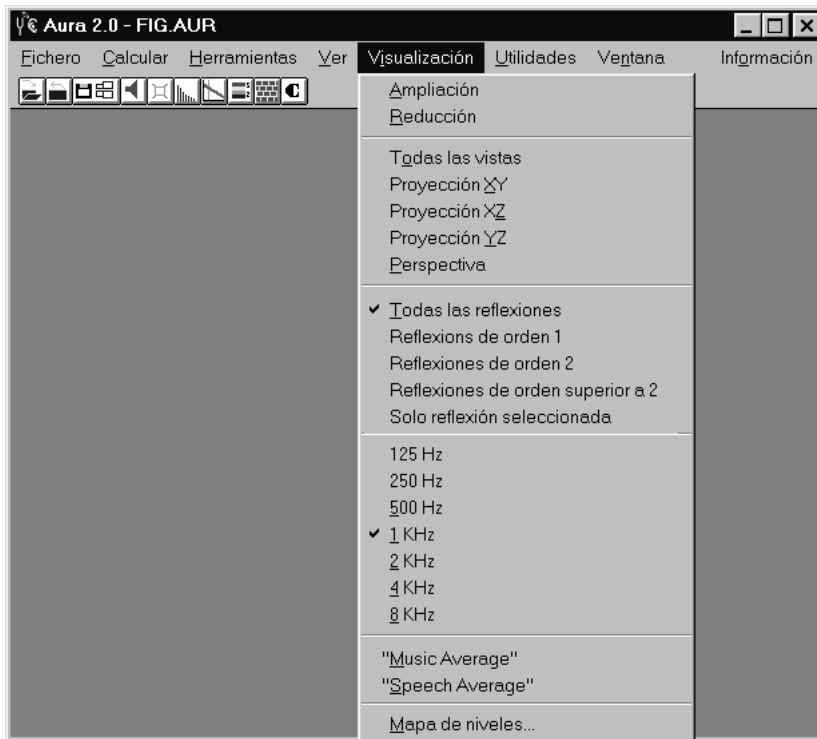 Aura 2.0 - FIG.AUR
Fichero Calcular Herramientas Ver Visualización Utilidades Ventana Información
Ampliación
Reducción
Todas las vistas
Proyección XY
Proyección XZ
Proyección YZ
Perspectiva
Todas las reflexiones
Reflexions de orden 1
Reflexiones de orden 2
Reflexiones de orden superior a 2
Solo reflexión seleccionada
125 Hz
250 Hz
500 Hz
1 KHz
2 KHz
4 KHz
8 KHz
"Music Average"
"Speech Average"
Mapa de niveles...